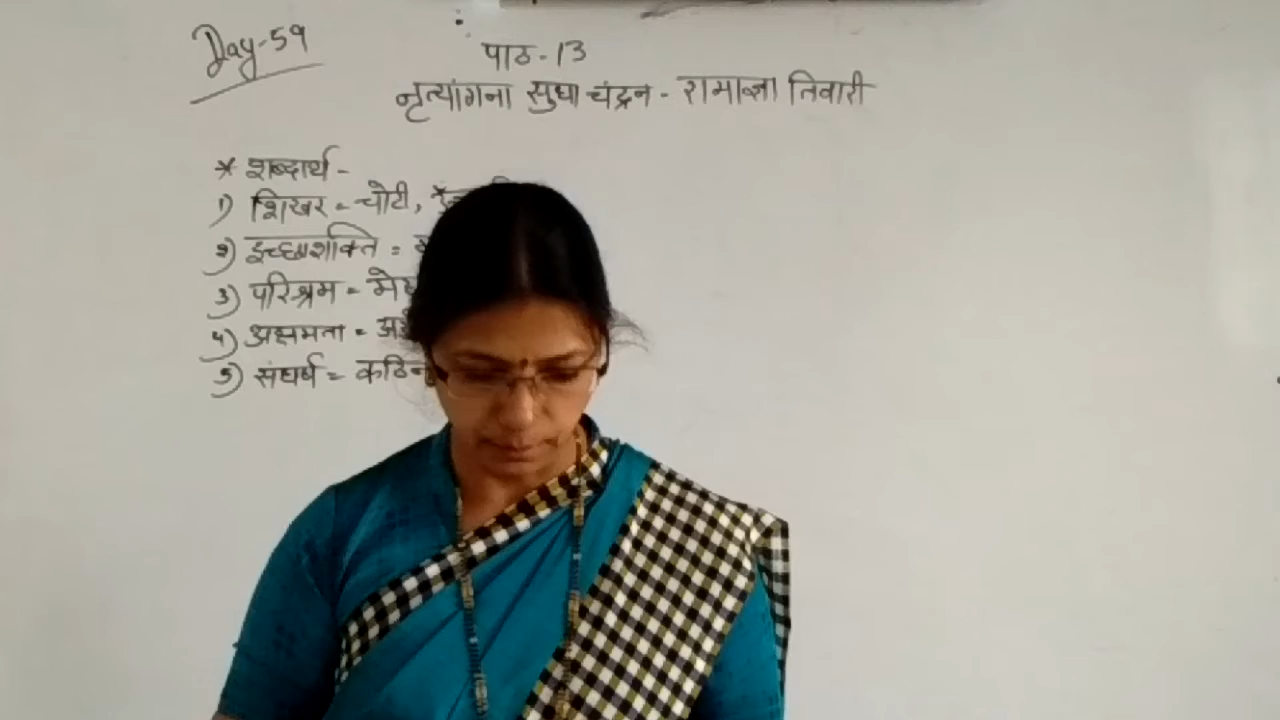 Day-59
पाठ-13
नृत्यांगना सुधा चंद्रन - रामाज्ञा तिवारी
* शब्दार्थ -
1) शिखर = चोटी,
2) इच्छाशक्ति =
3) परिश्रम =
4) अक्षमता =
5) संघर्ष = कठिन